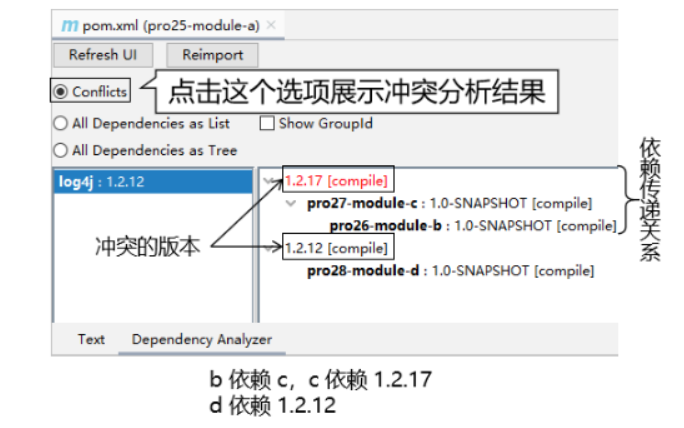 m pom.xml (pro25-module-a) ×
Refresh UI Reimport
Conflicts
点击这个选项展示冲突分析结果
All Dependencies as List Show GroupId
All Dependencies as Tree
log4j : 1.2.12
冲突的版本
1.2.17 [compile]
pro27-module-c : 1.0-SNAPSHOT [compile]
pro26-module-b : 1.0-SNAPSHOT [compile]
1.2.12 [compile]
pro28-module-d : 1.0-SNAPSHOT [compile]
依赖传递关系
Text Dependency Analyzer
b 依赖 c，c 依赖 1.2.17
d 依赖 1.2.12